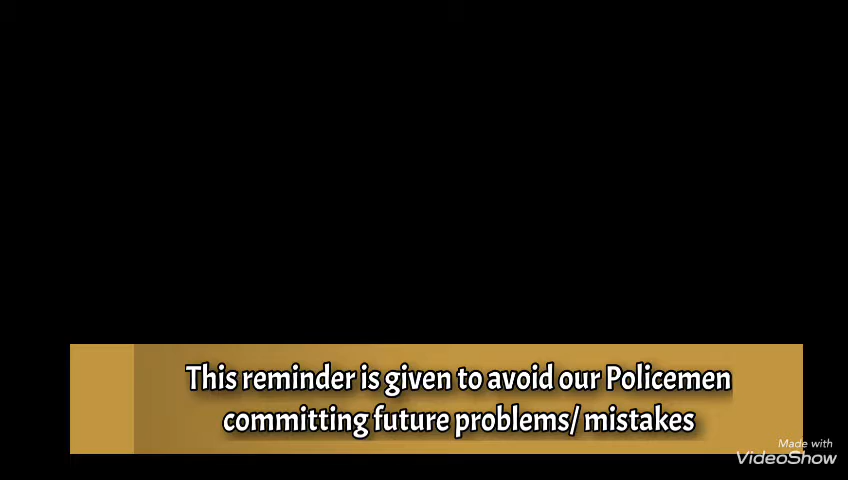 This reminder is given to avoid our Policemen
committing future problems/ mistakes
Made with
VideoShow